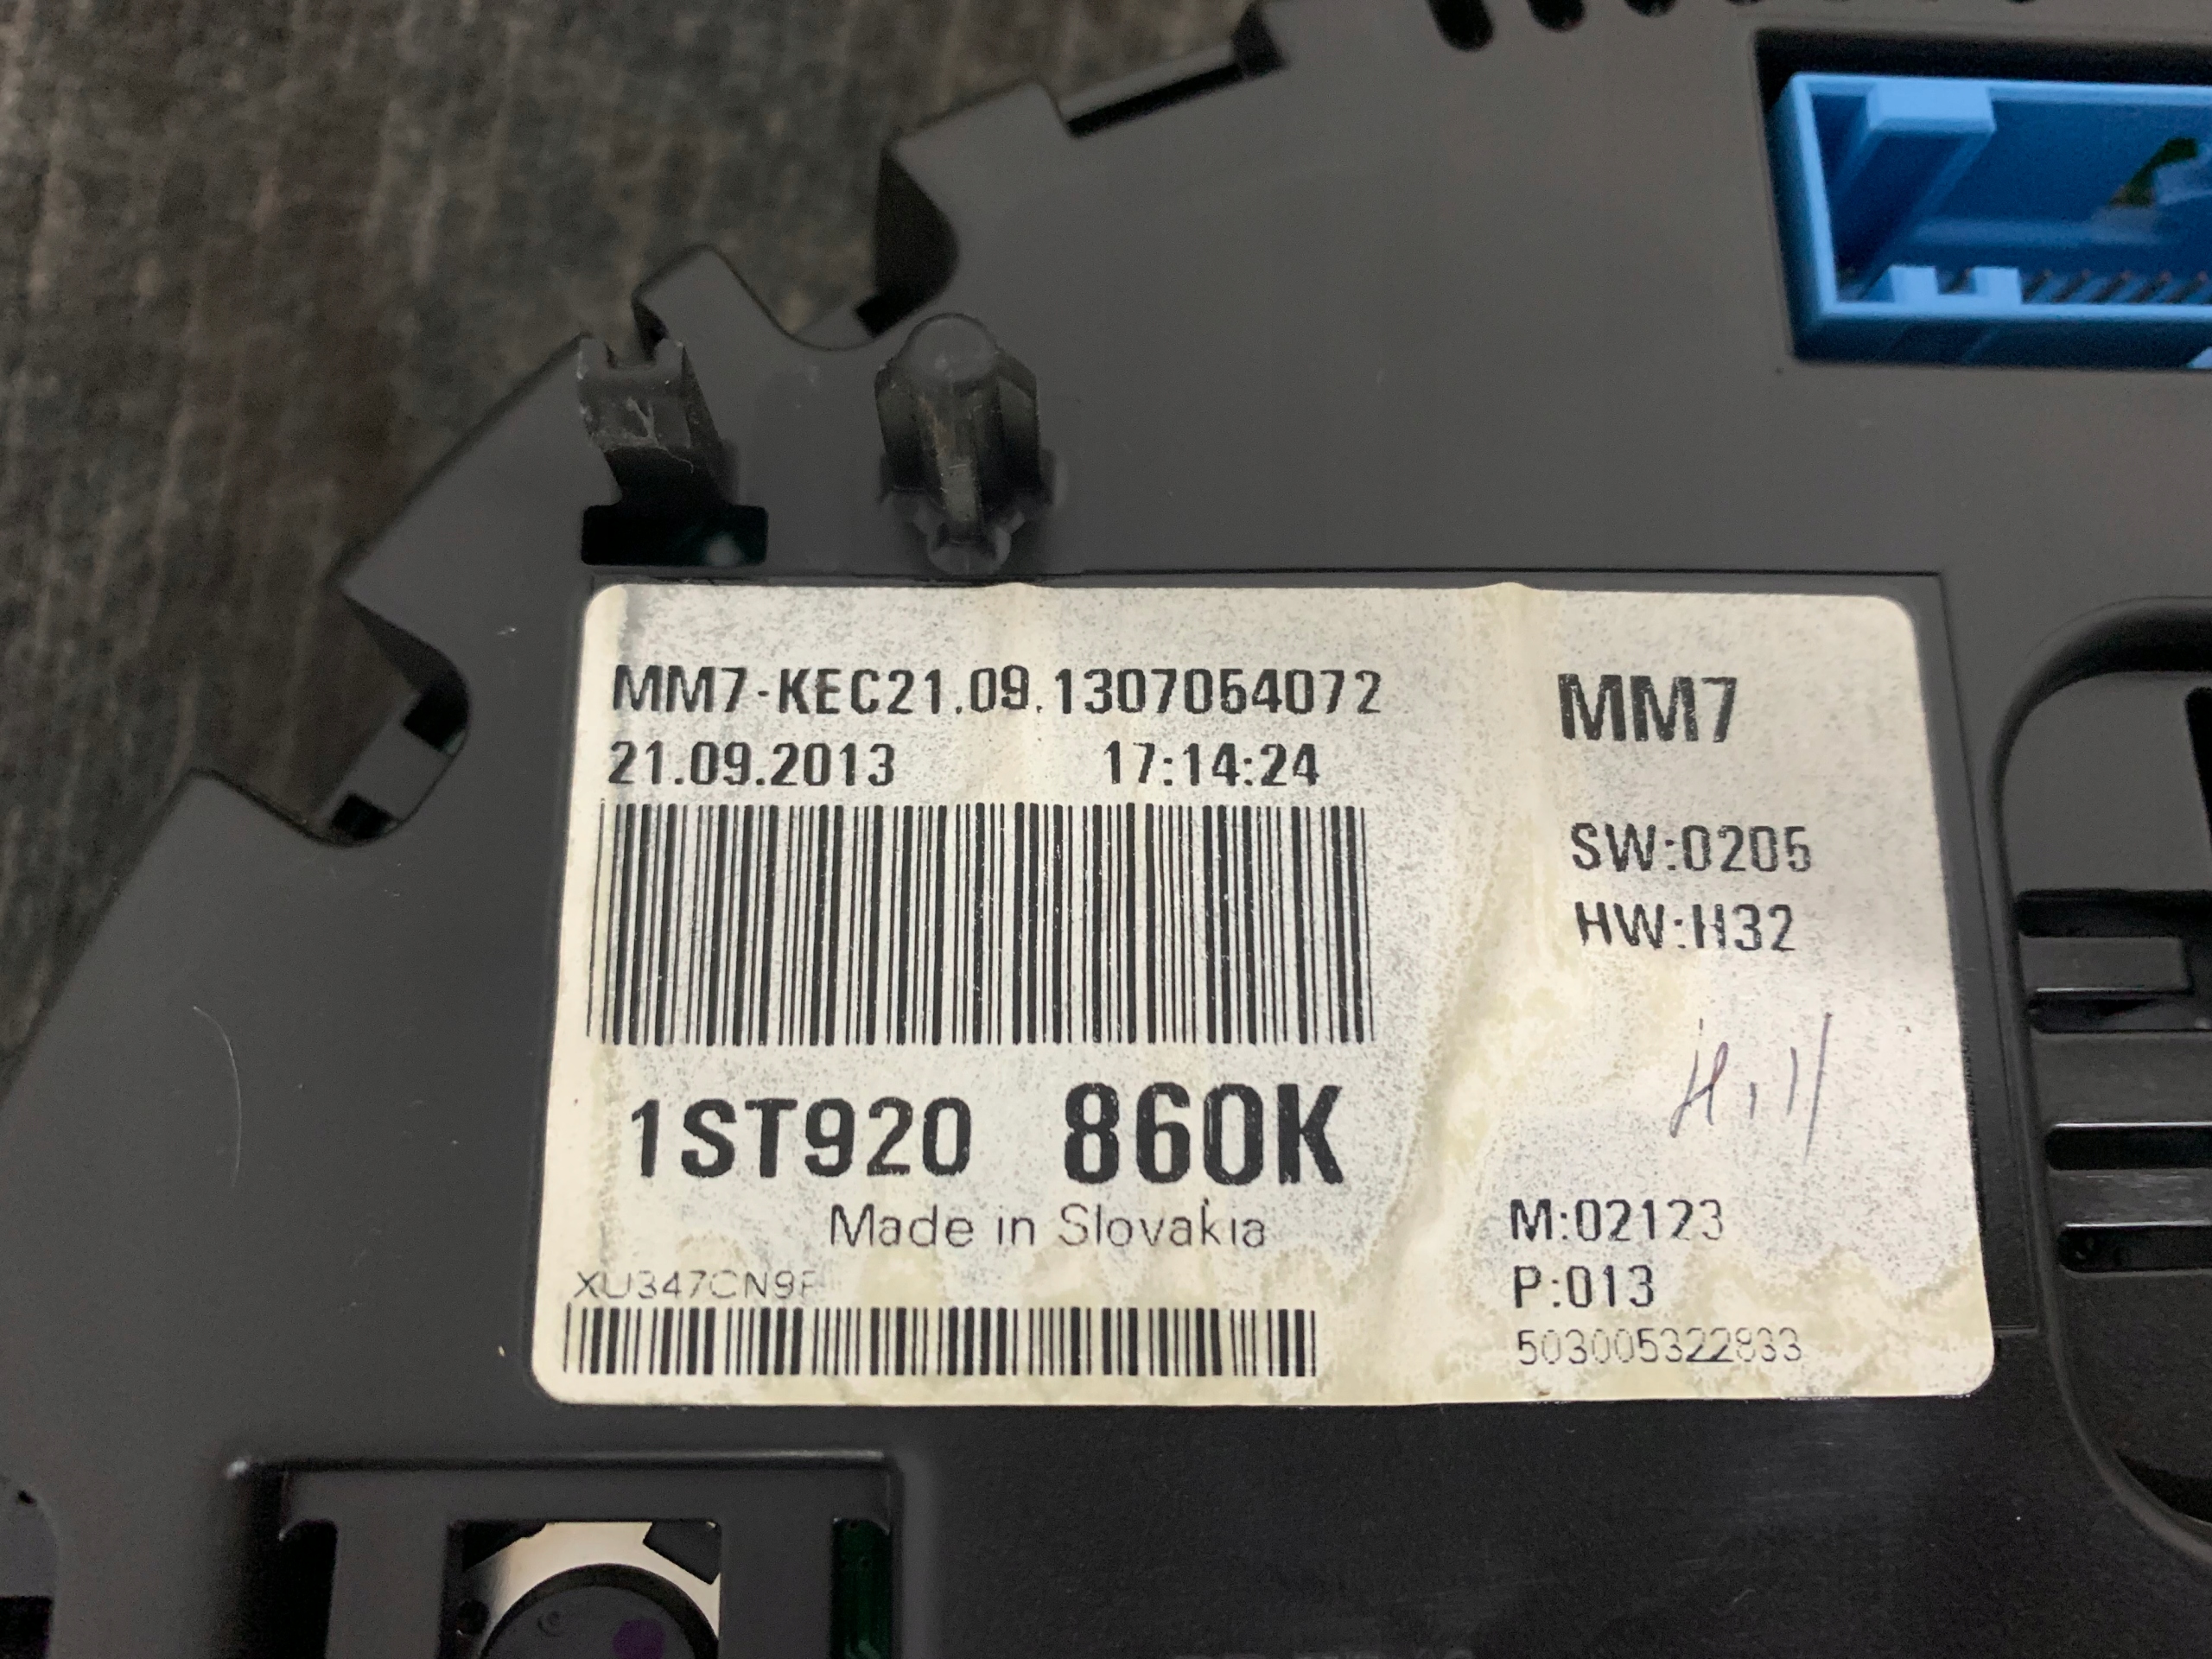 MM7-KEC21.09.1307054072
21.09.2013 17:14:24
1ST920 860K
Made in Slovakia
MM7
SW:0205
HW:H32
Hill
M:02123
P:013
503005322833